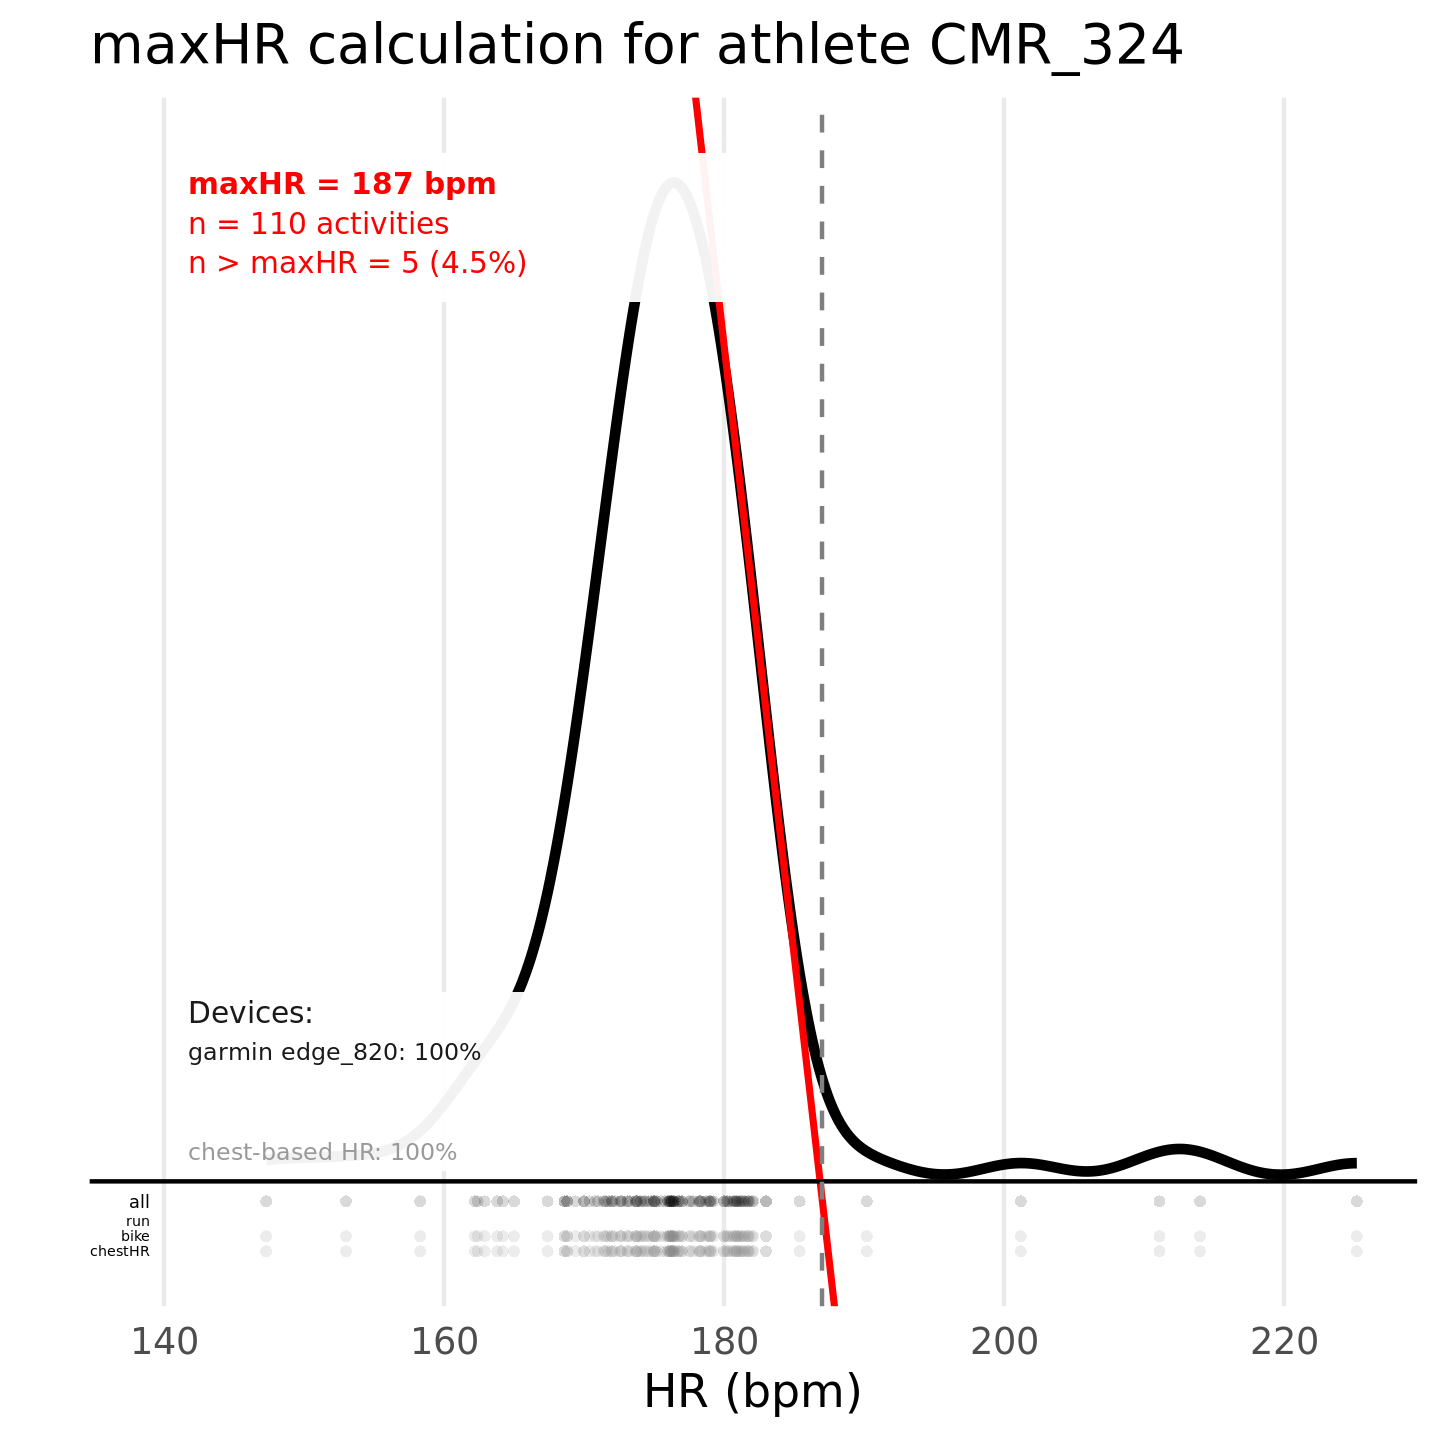 maxHR calculation for athlete CMR_324
maxHR = 187 bpm
n = 110 activities
n > maxHR = 5 (4.5%)
Devices:
garmin edge_820: 100%
chest-based HR: 100%
all
run
bike
chestHR
140 160 180 200 220
HR (bpm)